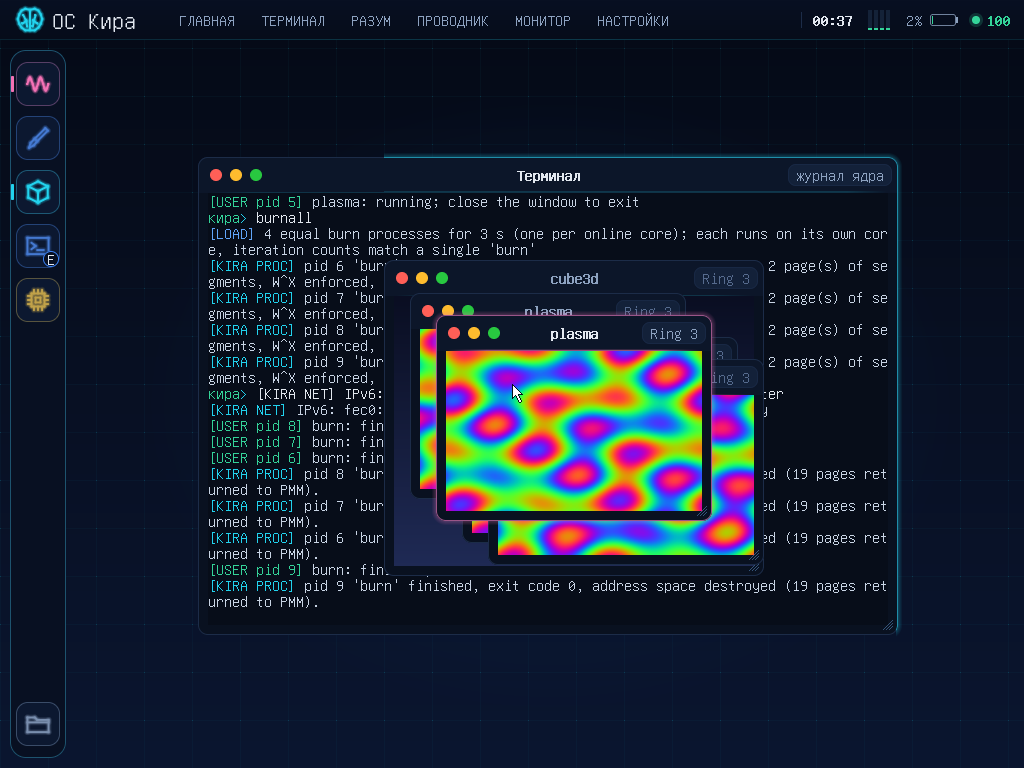 ОС Кира
ГЛАВНАЯ ТЕРМИНАЛ РАЗУМ ПРОВОДНИК МОНИТОР НАСТРОЙКИ
00:37 2% 100
Терминал
журнал ядра
[USER pid 5] plasma: running; close the window to exit
кира> burnall
[LOAD] 4 equal burn processes for 3 s (one per online core); each runs on its own cor
e, iteration counts match a single 'burn'
[KIRA PROC] pid 6 'bur 2 page(s) of se
gments, W^X enforced,
[KIRA PROC] pid 7 'bur 2 page(s) of se
gments, W^X enforced,
[KIRA PROC] pid 8 'bur 2 page(s) of se
gments, W^X enforced,
[KIRA PROC] pid 9 'bur 2 page(s) of se
gments, W^X enforced,
кира> [KIRA NET] IPv6:
[KIRA NET] IPv6: fec0:
[USER pid 8] burn: fin
[USER pid 7] burn: fin
[USER pid 6] burn: fin
[KIRA PROC] pid 8 'bur ed (19 pages ret
urned to PMM).
[KIRA PROC] pid 7 'bur ed (19 pages ret
urned to PMM).
[KIRA PROC] pid 6 'bur ed (19 pages ret
urned to PMM).
[USER pid 9] burn: fin
[KIRA PROC] pid 9 'burn' finished, exit code 0, address space destroyed (19 pages ret
urned to PMM).
cube3d
Ring 3
plasma
Ring 3
plasma
Ring 3
3
ing 3
E